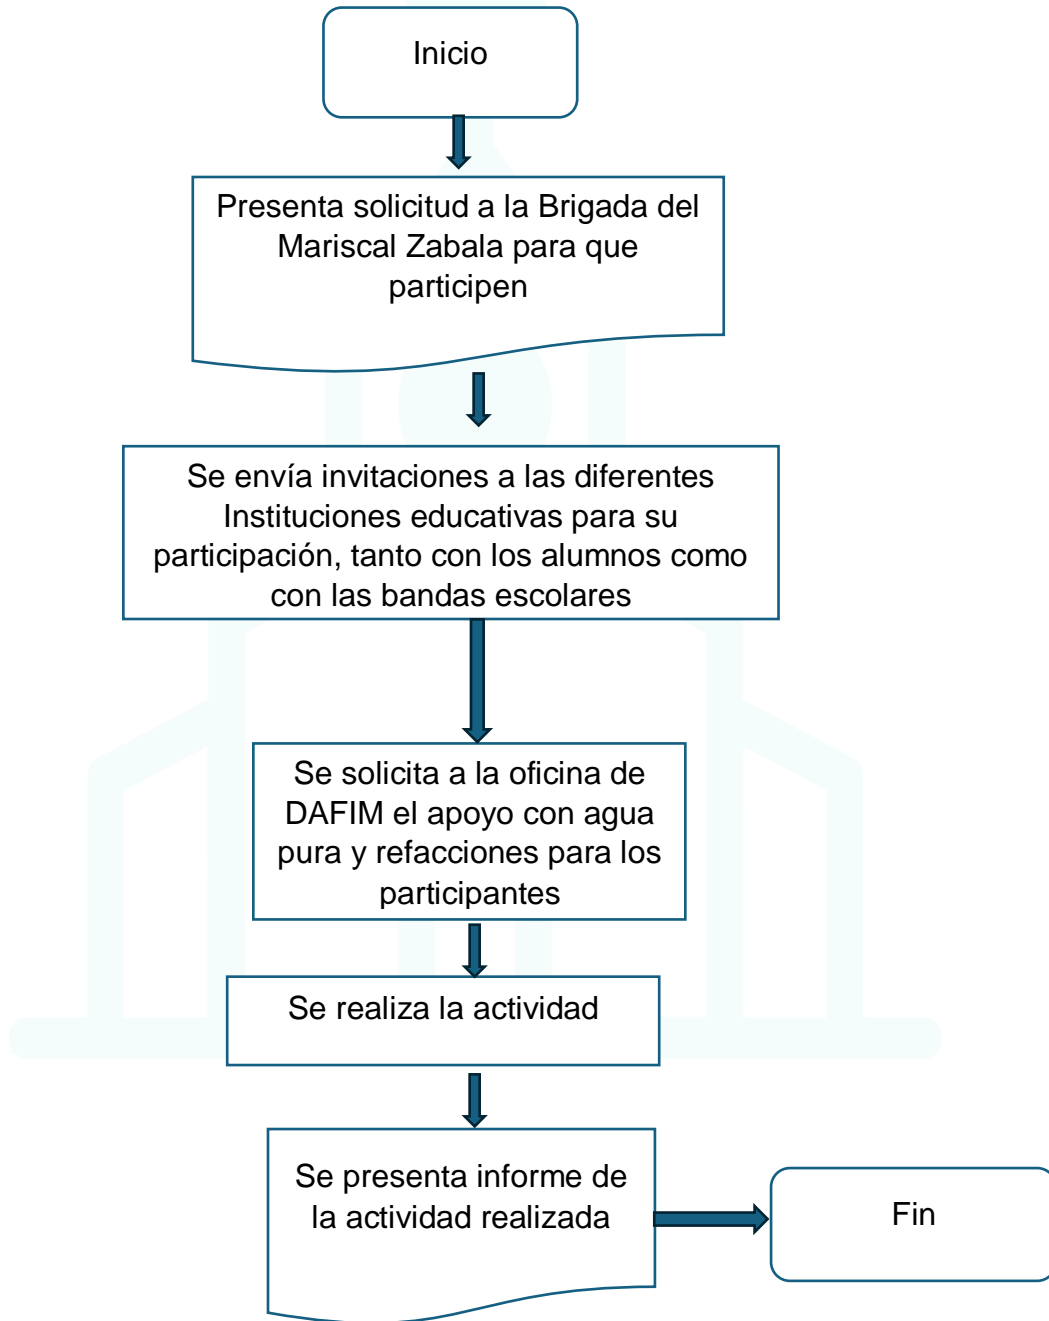 Inicio
Presenta solicitud a la Brigada del
Mariscal Zabala para que
participen
Se envía invitaciones a las diferentes
Instituciones educativas para su
participación, tanto con los alumnos como
con las bandas escolares
Se solicita a la oficina de
DAFIM el apoyo con agua
pura y refacciones para los
participantes
Se realiza la actividad
Se presenta informe de
la actividad realizada
Fin